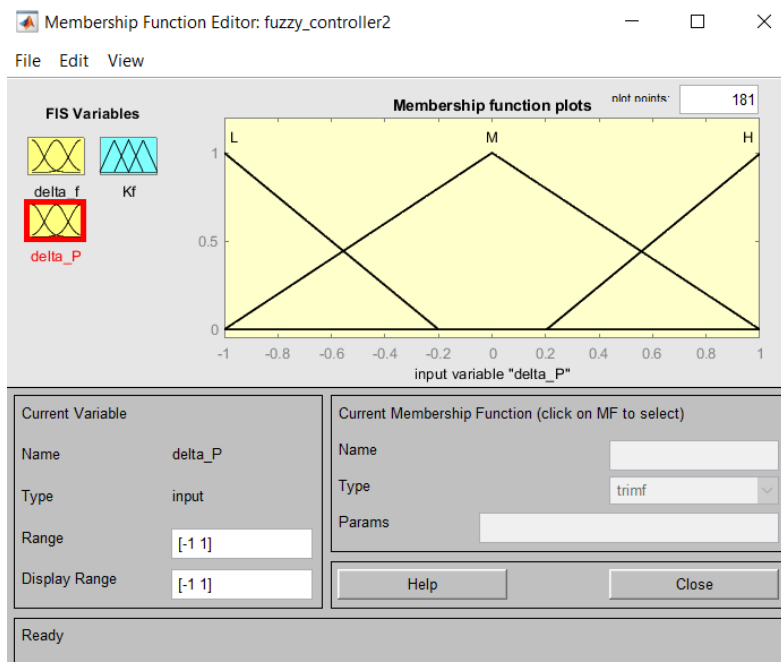 Membership Function Editor: fuzzy_controller2
File Edit View
FIS Variables
delta_f Kf
delta_P
Membership function plots plot points: 181
L M H
1
0.5
0
-1 -0.8 -0.6 -0.4 -0.2 0 0.2 0.4 0.6 0.8 1
input variable "delta_P"
Current Variable
Name delta_P
Type input
Range [-1 1]
Display Range [-1 1]
Current Membership Function (click on MF to select)
Name
Type trimf
Params
Help Close
Ready